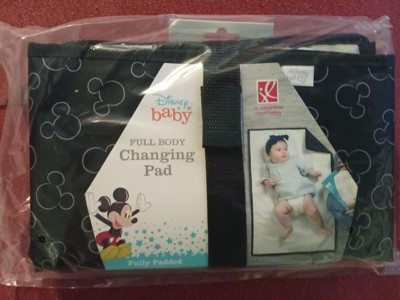 Disney
baby
FULL BODY
Changing
Pad
Fully Padded